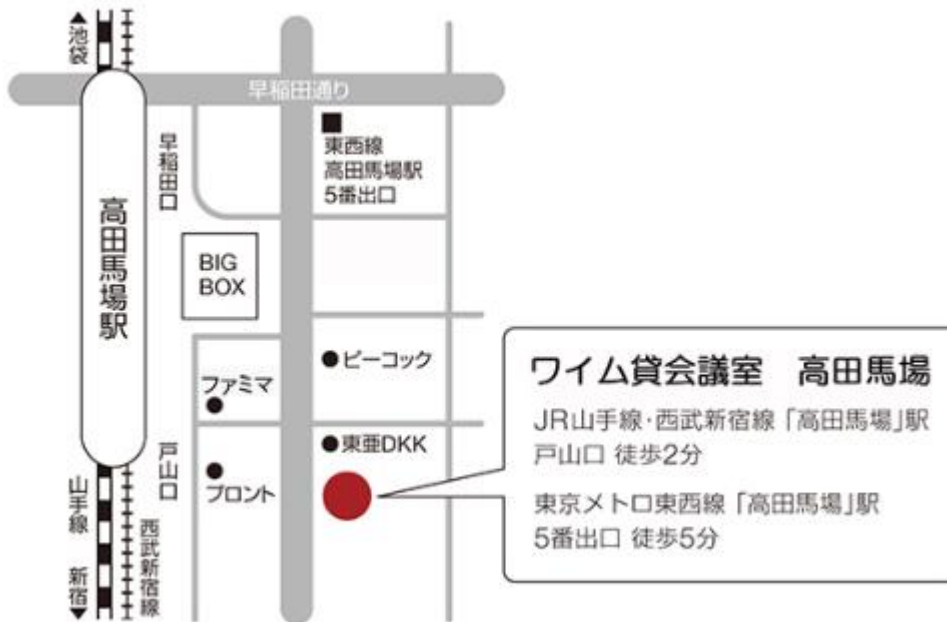 ▲池袋
早稲田通り
早稲田口
東西線
高田馬場駅
5番出口
高田馬場駅
BIG
BOX
ピーコック
ファミマ
東亜DKK
戸山口
プロント
山手線
新宿▼
西武新宿線
ワイム貸会議室 高田馬場
JR山手線・西武新宿線「高田馬場」駅
戸山口 徒歩2分
東京メトロ東西線「高田馬場」駅
5番出口 徒歩5分